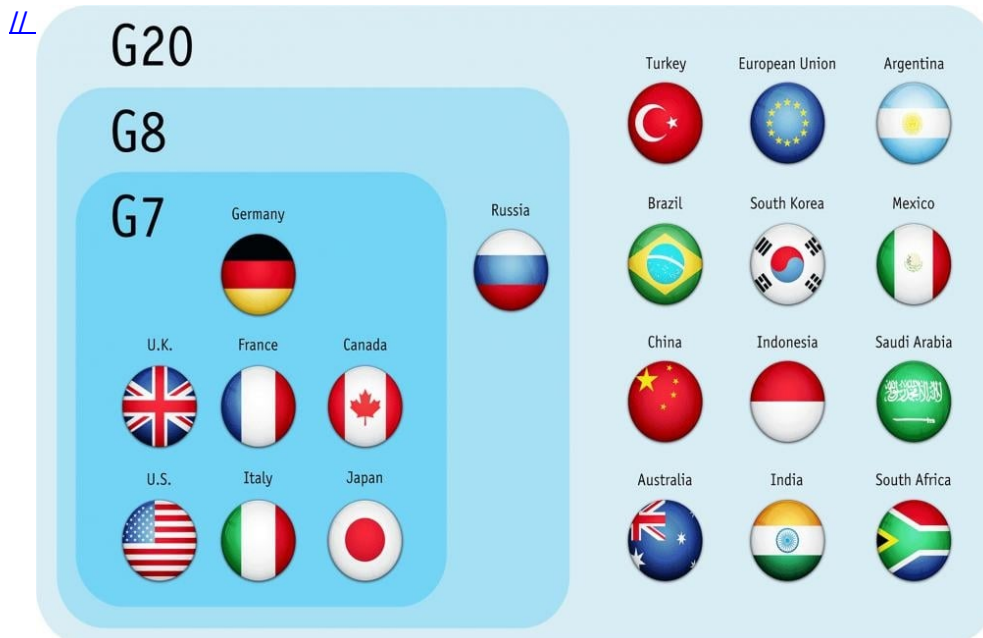 //
G20
Turkey European Union Argentina
G8
G7
Germany Russia Brazil South Korea Mexico
U.K. France Canada China Indonesia Saudi Arabia
U.S. Italy Japan Australia India South Africa